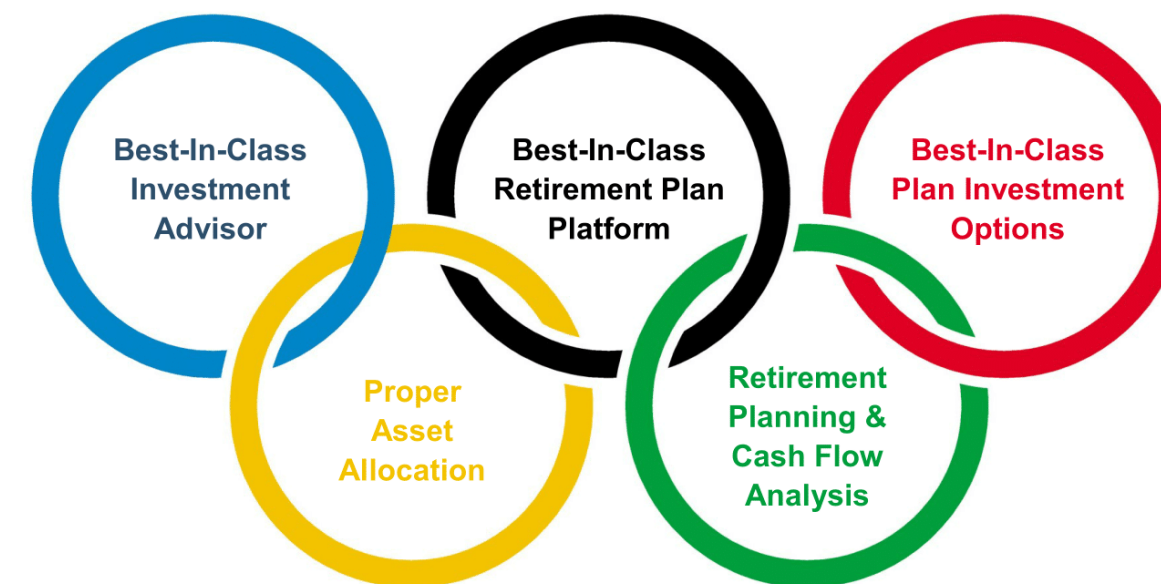 Best-In-Class
Investment
Advisor
Best-In-Class
Retirement Plan
Platform
Best-In-Class
Plan Investment
Options
Proper
Asset
Allocation
Retirement
Planning &
Cash Flow
Analysis